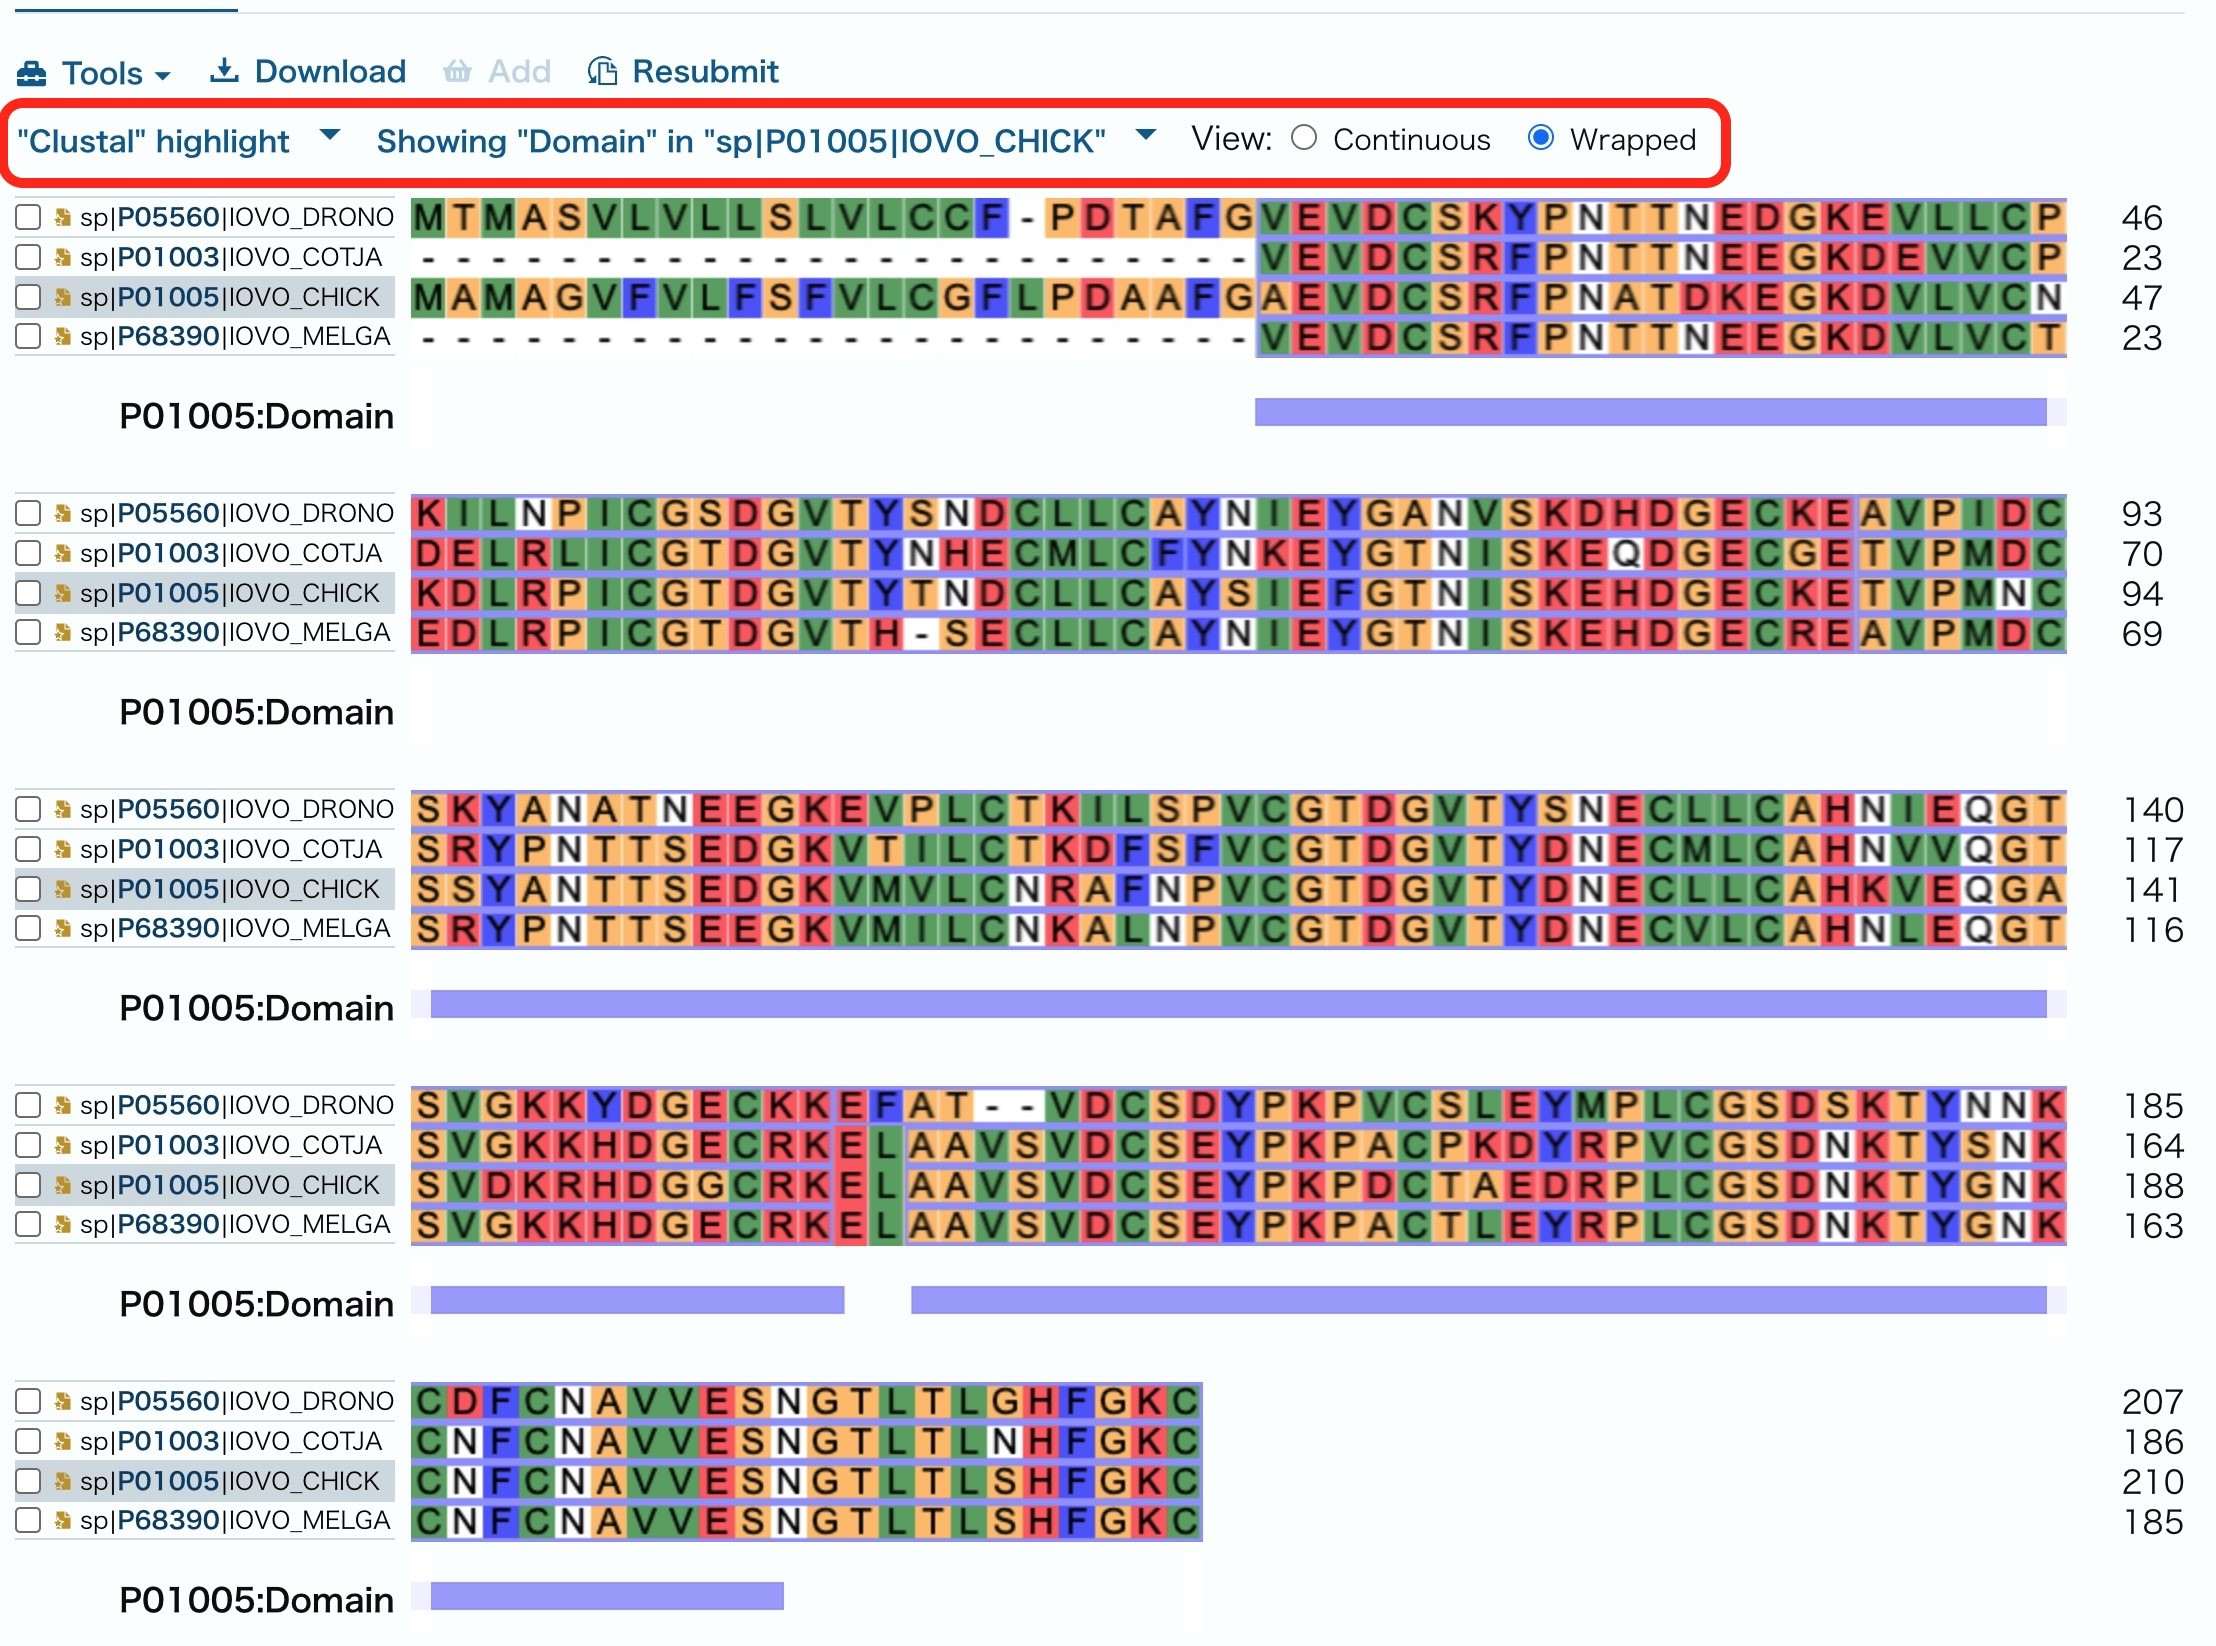 Tools Download Add Resubmit
"Clustal" highlight Showing "Domain" in "sp|P01005|IOVO_CHICK" View: Continuous Wrapped
sp|P05560|IOVO_DRONO MTMASVLVLLSLVLCCF-PDTAFGVEVDCSKYPNTTNEDGKEVLLCP 46
sp|P01003|IOVO_COTJA ------------------------VEVDCSRFPNTTNEEGKDEVVCP 23
sp|P01005|IOVO_CHICK MAMAGVFVLFSFVLCGFLPDAAFGAEVDCSRFPNATDKEGKDVLVCN 47
sp|P68390|IOVO_MELGA ------------------------VEVDCSRFPNTTNEEGKDVLVCT 23
P01005:Domain
sp|P05560|IOVO_DRONO KILNPICGSDGVTYSNDCLLCAYNIEYGANVSKDHDGECKEAVPIDC 93
sp|P01003|IOVO_COTJA DELRLICGTDGVTYNHECMLCFYNKEYGTNISKEQDGECGETVPMDC 70
sp|P01005|IOVO_CHICK KDLRPICGTDGVTYTNDCLLCAYSIEFGTNISKEHDGECKETVPMNC 94
sp|P68390|IOVO_MELGA EDLRPICGTDGVTH-SECLLCAYNIEYGTNISKEHDGECREAVPMDC 69
P01005:Domain
sp|P05560|IOVO_DRONO SKYANATNEEGKEVPLCTKILSPVCGTDGVTYSNECLLCAHNIEQGT 140
sp|P01003|IOVO_COTJA SRYPNTTSEDGKVTILCTKDFSFVCGTDGVTYDNECMLCAHNVVQGT 117
sp|P01005|IOVO_CHICK SSYANTTSEDGKVMVLCNRAFNPVCGTDGVTYDNECLLCAHKVEQGA 141
sp|P68390|IOVO_MELGA SRYPNTTSEEGKVMILCNKALNPVCGTDGVTYDNECVLCAHNLEQGT 116
P01005:Domain
sp|P05560|IOVO_DRONO SVGKKYDGECKKEFAT--VDCSDYPKPVCSLEYMPLCGSDSKTYNNK 185
sp|P01003|IOVO_COTJA SVGKKHDGECRKELAAVSVDCSEYPKPACPKDYRPVCGSDNKTYSNK 164
sp|P01005|IOVO_CHICK SVDKRHDGGCRKELAAVSVDCSEYPKPDCTAEDRPLCGSDNKTYGNK 188
sp|P68390|IOVO_MELGA SVGKKHDGECRKELAAVSVDCSEYPKPACTLEYRPLCGSDNKTYGNK 163
P01005:Domain
sp|P05560|IOVO_DRONO CDFCNAVVESNGTLTLGHFGKC 207
sp|P01003|IOVO_COTJA CNFCNAVVESNGTLTLNHFGKC 186
sp|P01005|IOVO_CHICK CNFCNAVVESNGTLTLSHFGKC 210
sp|P68390|IOVO_MELGA CNFCNAVVESNGTLTLSHFGKC 185
P01005:Domain